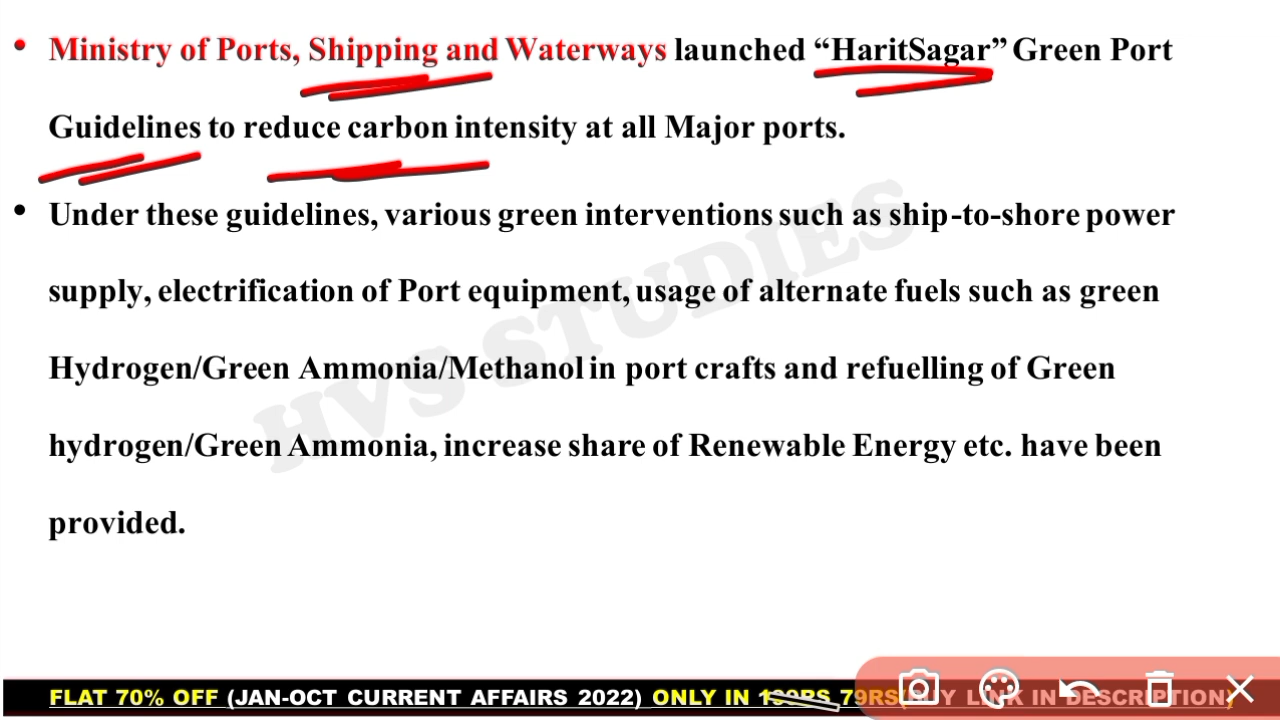 • Ministry of Ports, Shipping and Waterways launched “HaritSagar” Green Port
Guidelines to reduce carbon intensity at all Major ports.
• Under these guidelines, various green interventions such as ship-to-shore power
supply, electrification of Port equipment, usage of alternate fuels such as green
Hydrogen/Green Ammonia/Methanol in port crafts and refuelling of Green
hydrogen/Green Ammonia, increase share of Renewable Energy etc. have been
provided.
HVS STUDIES
FLAT 70% OFF (JAN-OCT CURRENT AFFAIRS 2022) ONLY IN 79RS LINK IN DESCRIPTION)